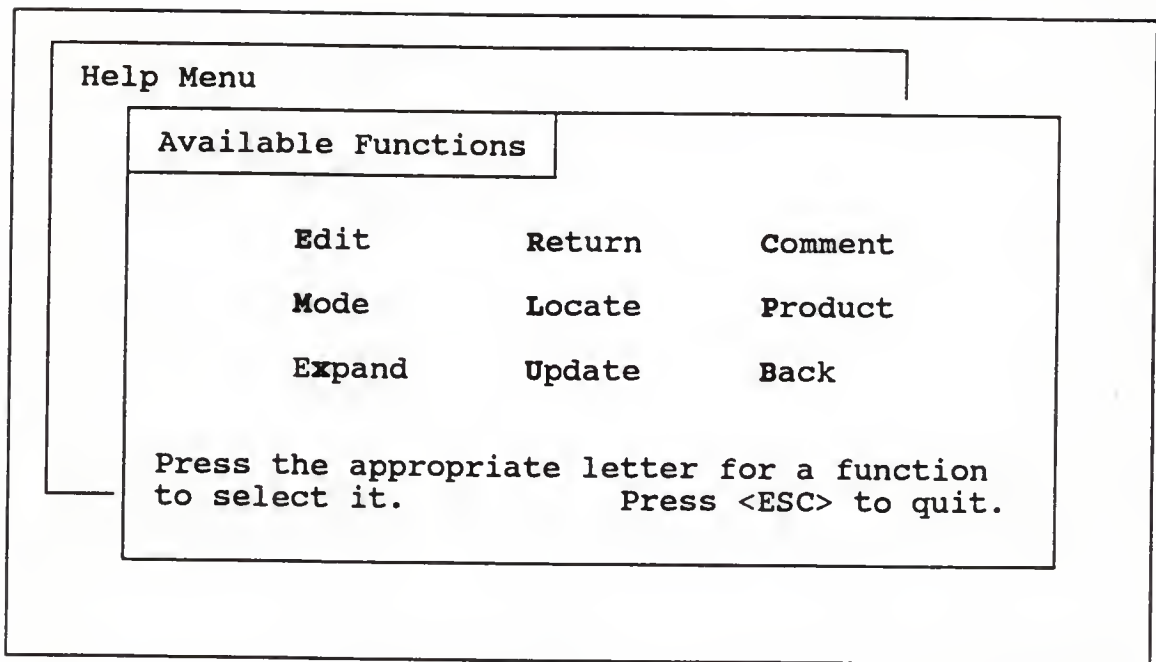 Help Menu
Available Functions
Edit Return Comment
Mode Locate Product
Expand Update Back
Press the appropriate letter for a function
to select it. Press <ESC> to quit.